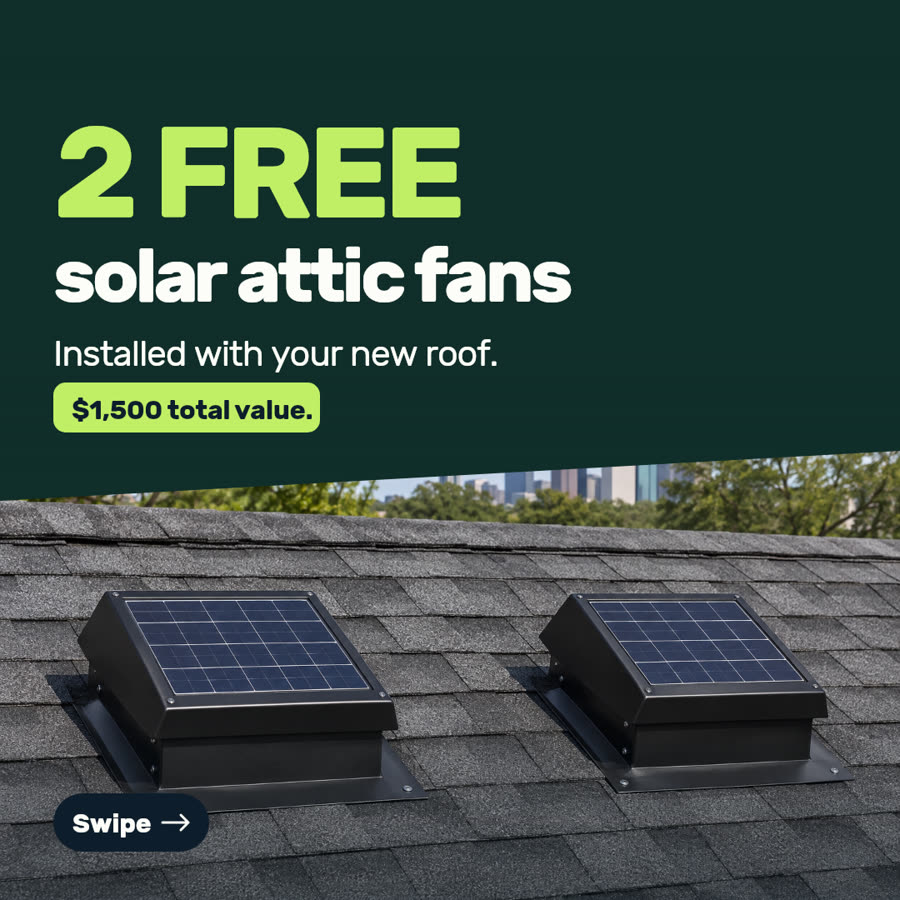 2 FREE
solar attic fans
Installed with your new roof.
$1,500 total value.
Swipe →